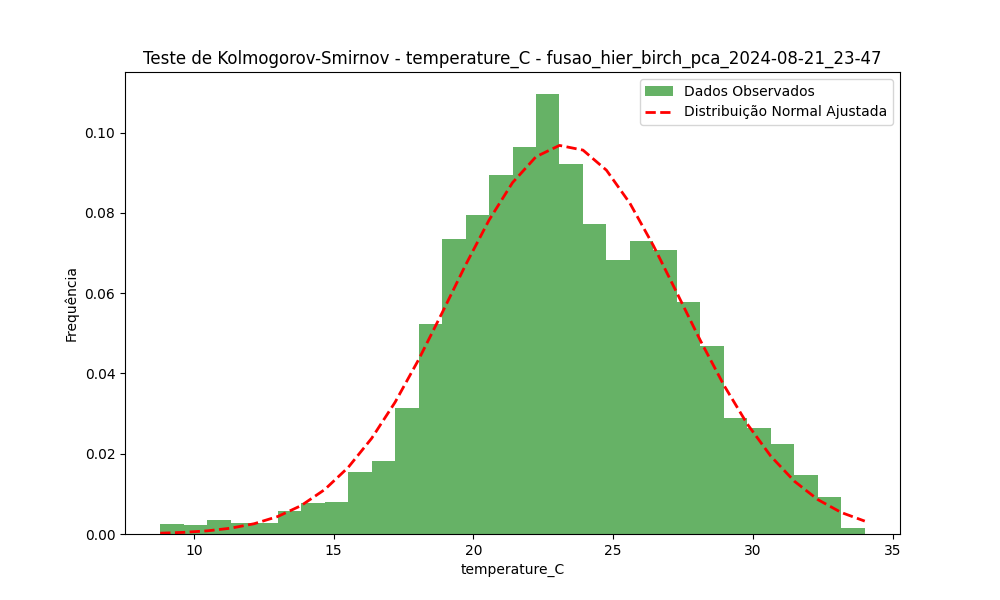 Teste de Kolmogorov-Smirnov - temperature_C - fusao_hier_birch_pca_2024-08-21_23-47
Dados Observados
Distribuição Normal Ajustada
0.10
0.08
0.06
0.04
0.02
0.00
Frequência
10
15
20
25
30
35
temperature_C